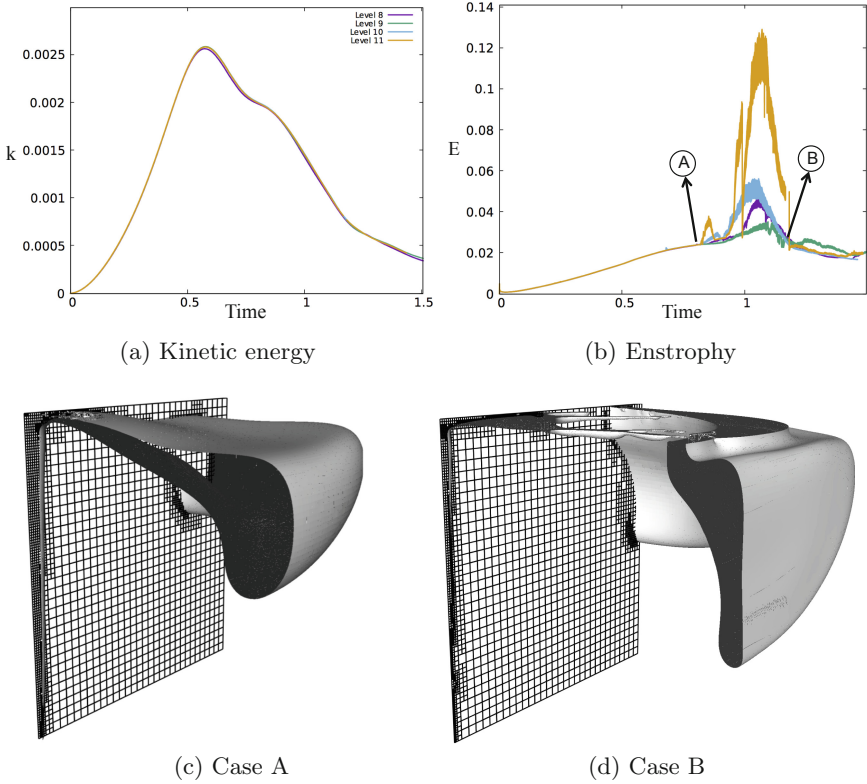 Level 8
Level 9
Level 10
Level 11
0.0025
0.002
0.0015
0.001
0.0005
0
k
0
0.5
1
1.5
Time
(a) Kinetic energy
0.14
0.12
0.1
0.08
0.06
0.04
0.02
0
E
A
B
0
0.5
1
Time
(b) Enstrophy
(c) Case A
(d) Case B